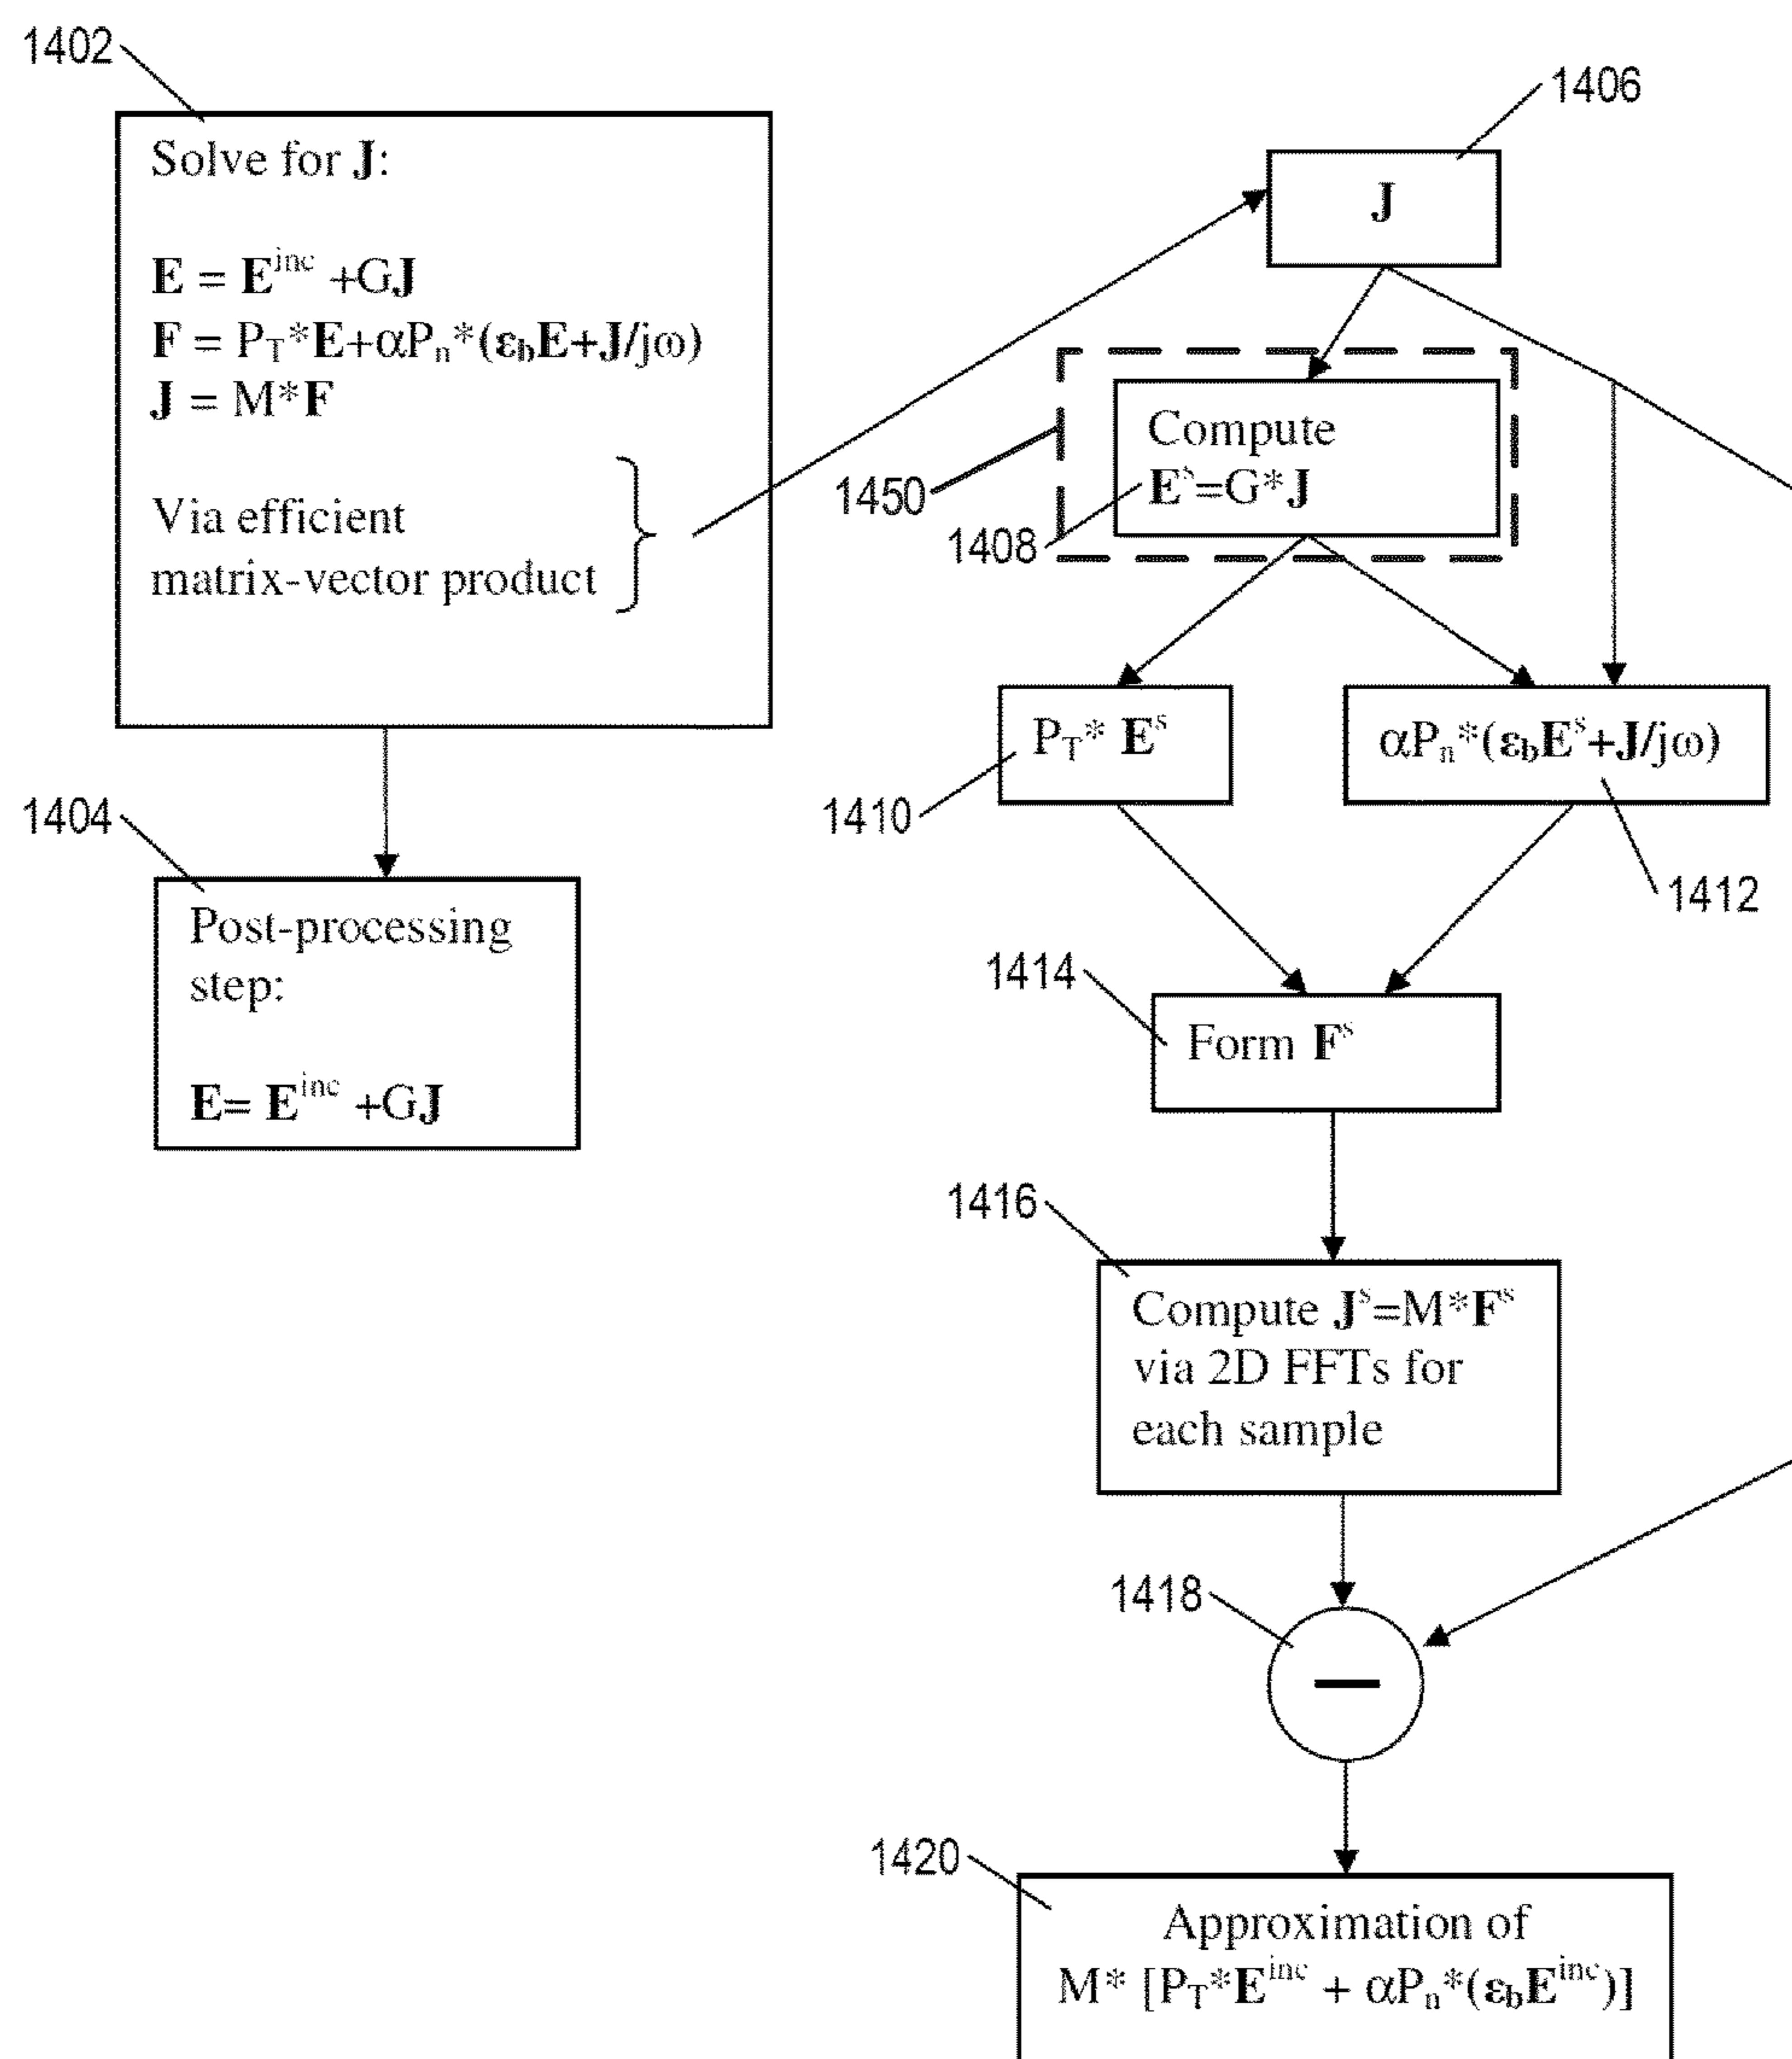 1402
Solve for J:
E = E^inc +GJ
F = P_T*E+αP_n*(ε_bE+J/jω)
J = M*F
Via efficient
matrix-vector product
1404
Post-processing
step:
E= E^inc +GJ
1406
J
1450
Compute
E^s=G*J
1408
P_T* E^s
1410
αP_n*(ε_bE^s+J/jω)
1412
1414
Form F^s
1416
Compute J^s=M*F^s
via 2D FFTs for
each sample
1418
—
1420
Approximation of
M* [P_T*E^inc + αP_n*(ε_bE^inc)]